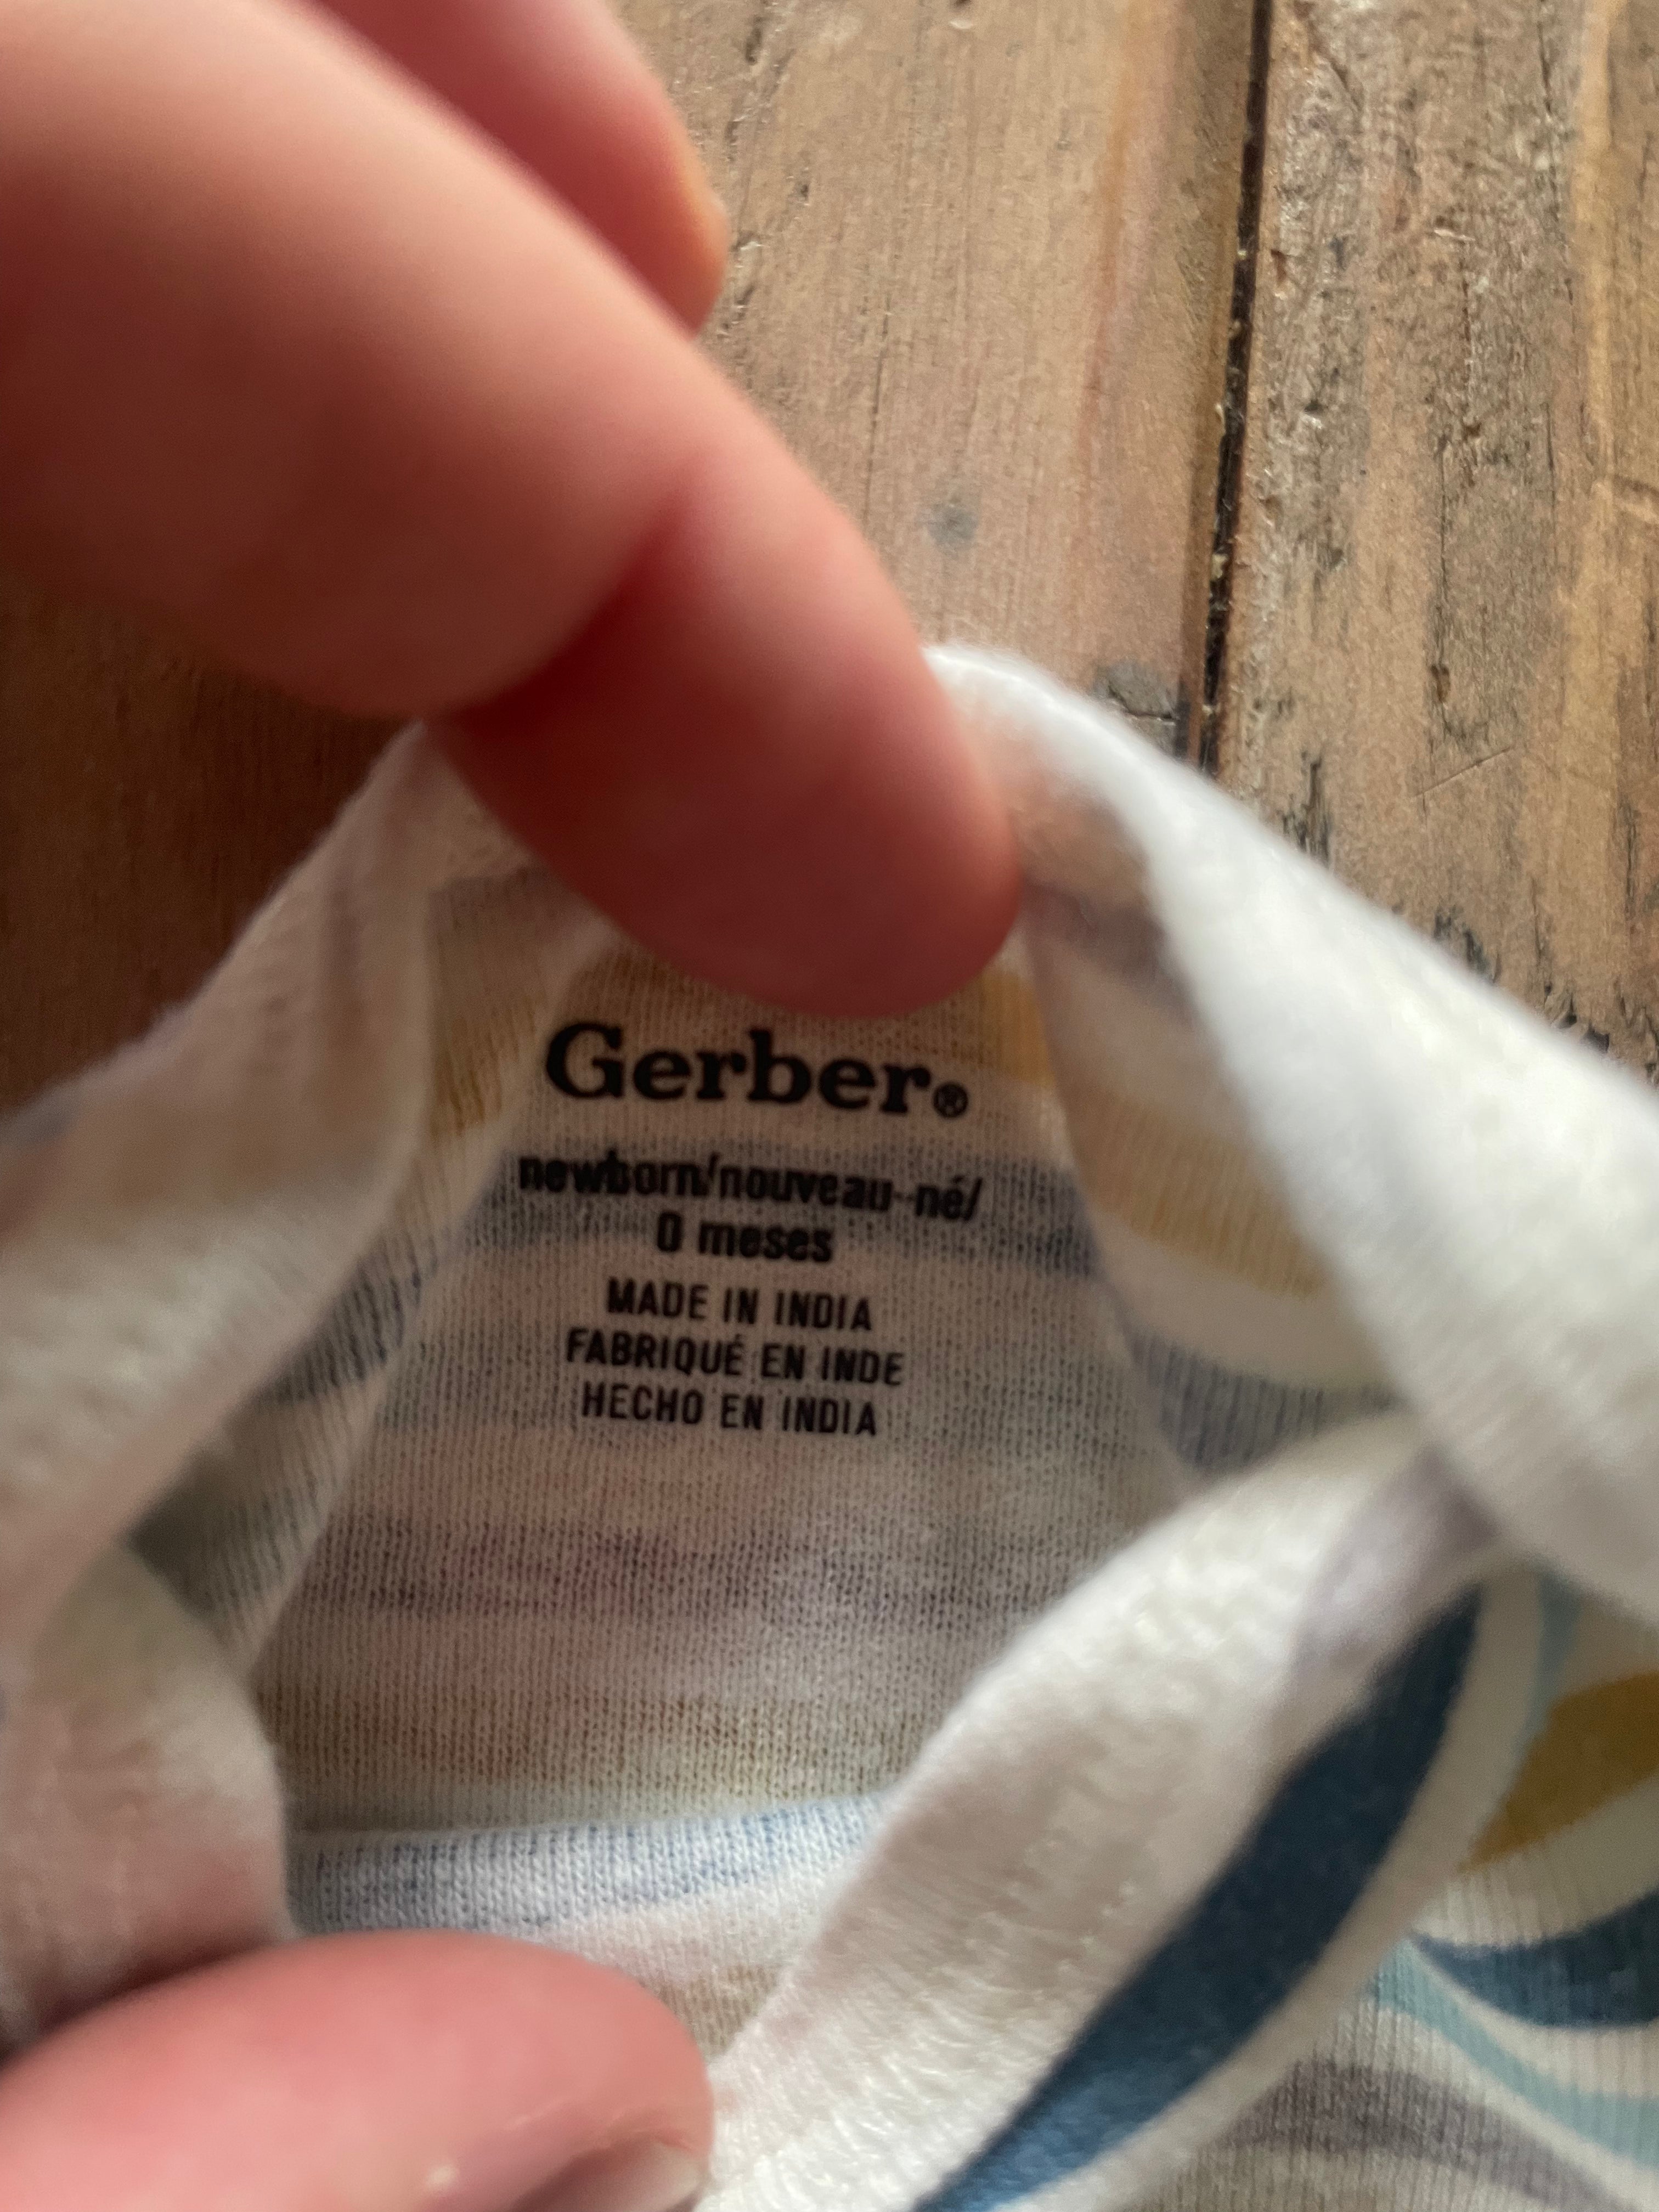 Gerber®
newborn/nouveau-né/
0 meses
MADE IN INDIA
FABRIQUÉ EN INDE
HECHO EN INDIA